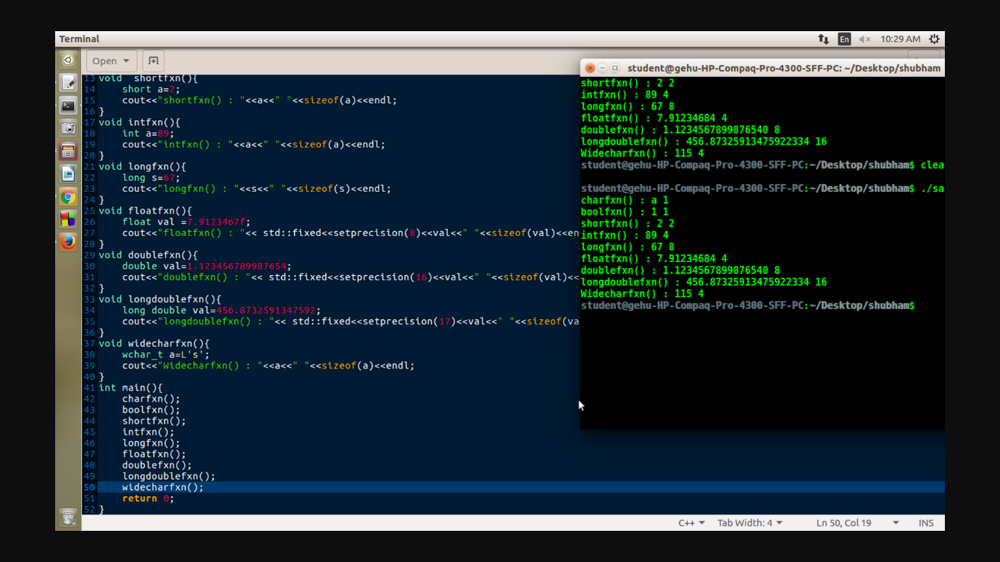 Terminal
En
10:29 AM
Open
13 void  shortfxn(){
14     short a=2;
15     cout<<"shortfxn() : "<<a<<" "<<sizeof(a)<<endl;
16 }
17 void intfxn(){
18     int a=89;
19     cout<<"intfxn() : "<<a<<" "<<sizeof(a)<<endl;
20 }
21 void longfxn(){
22     long s=67;
23     cout<<"longfxn() : "<<s<<" "<<sizeof(s)<<endl;
24 }
25 void floatfxn(){
26     float val =7.9123467f;
27     cout<<"floatfxn() : "<< std::fixed<<setprecision(8)<<val<<" "<<sizeof(val)<<en
28 }
29 void doublefxn(){
30     double val=1.123456789987654;
31     cout<<"doublefxn() : "<< std::fixed<<setprecision(16)<<val<<" "<<sizeof(val)<<
32 }
33 void longdoublefxn(){
34     long double val=456.8732591347592;
35     cout<<"longdoublefxn() : "<< std::fixed<<setprecision(17)<<val<<" "<<sizeof(va
36 }
37 void widecharfxn(){
38     wchar_t a=L's';
39     cout<<"Widecharfxn() : "<<a<<" "<<sizeof(a)<<endl;
40 }
41 int main(){
42     charfxn();
43     boolfxn();
44     shortfxn();
45     intfxn();
46     longfxn();
47     floatfxn();
48     doublefxn();
49     longdoublefxn();
50     widecharfxn();
51     return 0;
52 }
student@gehu-HP-Compaq-Pro-4300-SFF-PC: ~/Desktop/shubham
shortfxn() : 2 2
intfxn() : 89 4
longfxn() : 67 8
floatfxn() : 7.91234684 4
doublefxn() : 1.1234567899876540 8
longdoublefxn() : 456.87325913475922334 16
Widecharfxn() : 115 4
student@gehu-HP-Compaq-Pro-4300-SFF-PC:~/Desktop/shubham$ clea
student@gehu-HP-Compaq-Pro-4300-SFF-PC:~/Desktop/shubham$ ./sa
charfxn() : a 1
boolfxn() : 1 1
shortfxn() : 2 2
intfxn() : 89 4
longfxn() : 67 8
floatfxn() : 7.91234684 4
doublefxn() : 1.1234567899876540 8
longdoublefxn() : 456.87325913475922334 16
Widecharfxn() : 115 4
student@gehu-HP-Compaq-Pro-4300-SFF-PC:~/Desktop/shubham$
C++
Tab Width: 4
Ln 50, Col 19
INS